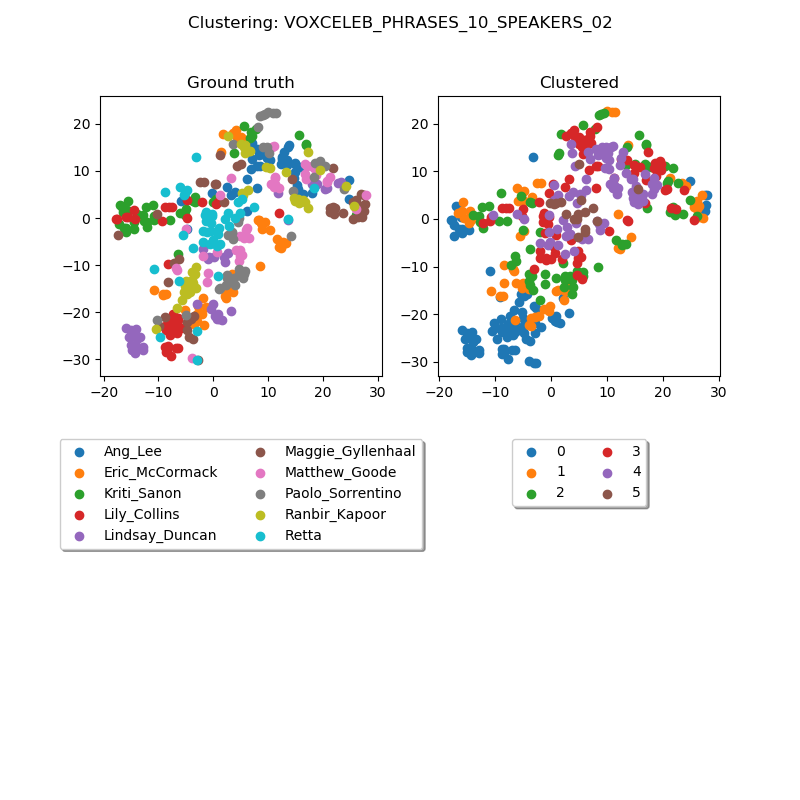 Clustering: VOXCELEB_PHRASES_10_SPEAKERS_02
Ground truth
20
10
0
−10
−20
−30
−20
−10
0
10
20
30
Clustered
20
10
0
−10
−20
−30
−20
−10
0
10
20
30
Ang_Lee
Eric_McCormack
Kriti_Sanon
Lily_Collins
Lindsay_Duncan
Maggie_Gyllenhaal
Matthew_Goode
Paolo_Sorrentino
Ranbir_Kapoor
Retta
0
1
2
3
4
5